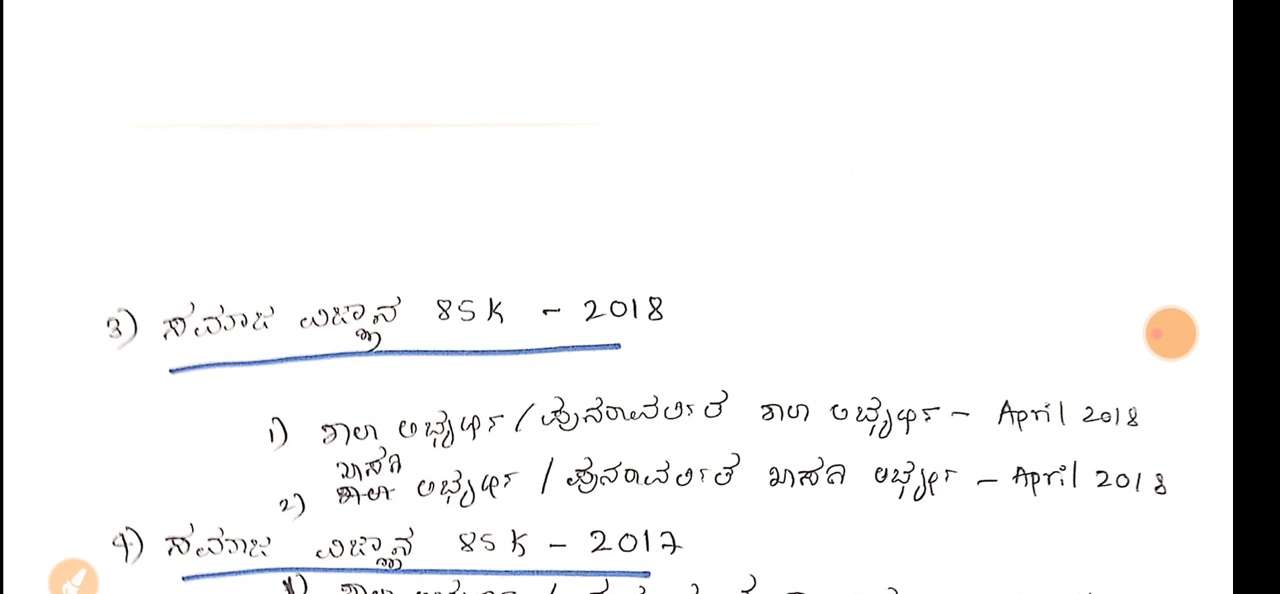 3) ಸಮಾಜ ವಿಜ್ಞಾನ 85K - 2018
1) ಶಾಲಾ ಅಭ್ಯರ್ಥಿ / ಪುನರಾವರ್ತಿತ ಶಾಲಾ ಅಭ್ಯರ್ಥಿ - April 2018
ಖಾಸಗಿ
2) ಶಾಲಾ ಅಭ್ಯರ್ಥಿ / ಪುನರಾವರ್ತಿತ ಖಾಸಗಿ ಅಭ್ಯರ್ಥಿ - April 2018
4) ಸಮಾಜ ವಿಜ್ಞಾನ 85K - 2017